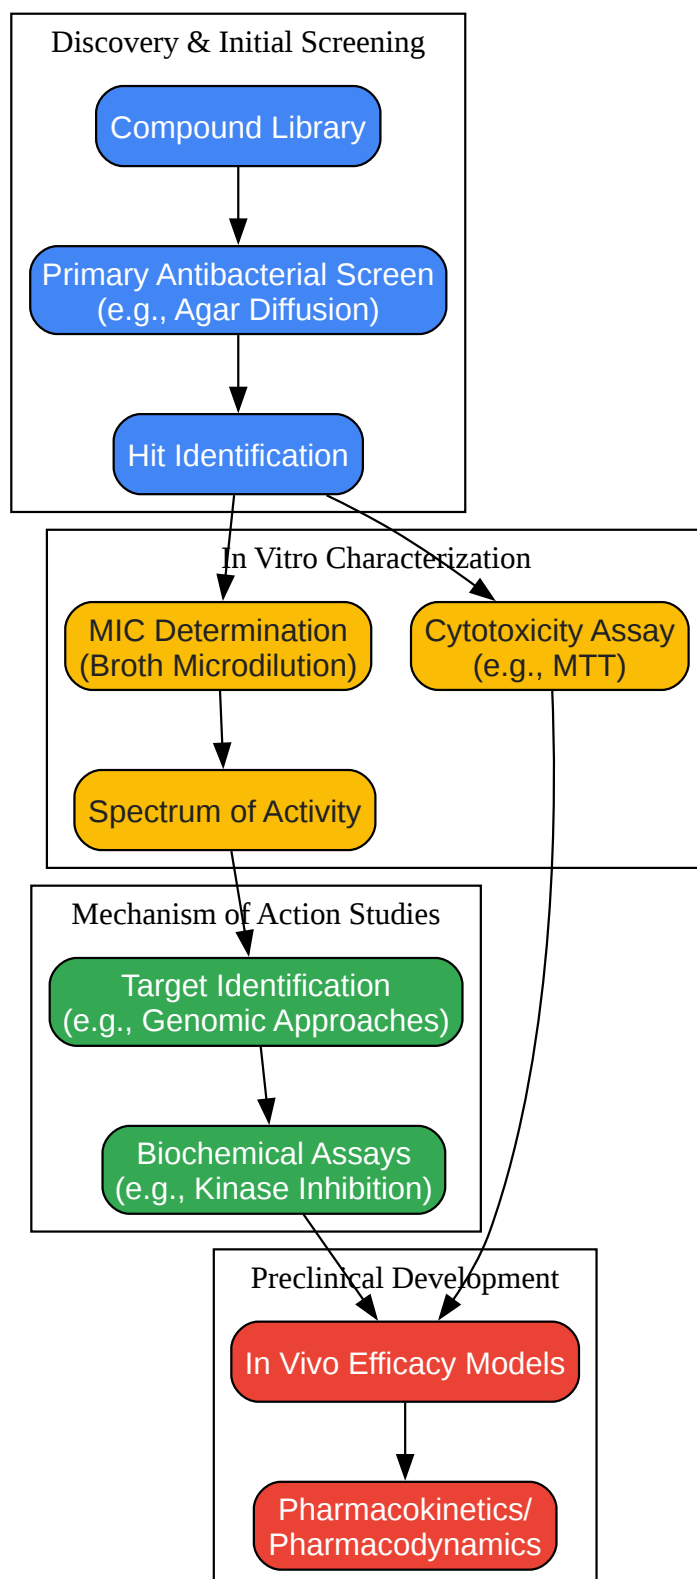 Discovery & Initial Screening
Compound Library
Primary Antibacterial Screen
(e.g., Agar Diffusion)
Hit Identification
In Vitro Characterization
MIC Determination
(Broth Microdilution)
Cytotoxicity Assay
(e.g., MTT)
Spectrum of Activity
Mechanism of Action Studies
Target Identification
(e.g., Genomic Approaches)
Biochemical Assays
(e.g., Kinase Inhibition)
Preclinical Development
In Vivo Efficacy Models
Pharmacokinetics/
Pharmacodynamics